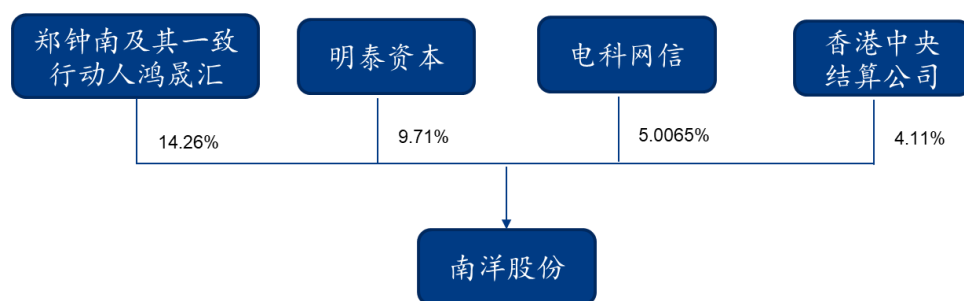 郑钟南及其一致
行动人鸿晟汇
明泰资本
电科网信
香港中央
结算公司
14.26%
9.71%
5.0065%
4.11%
南洋股份